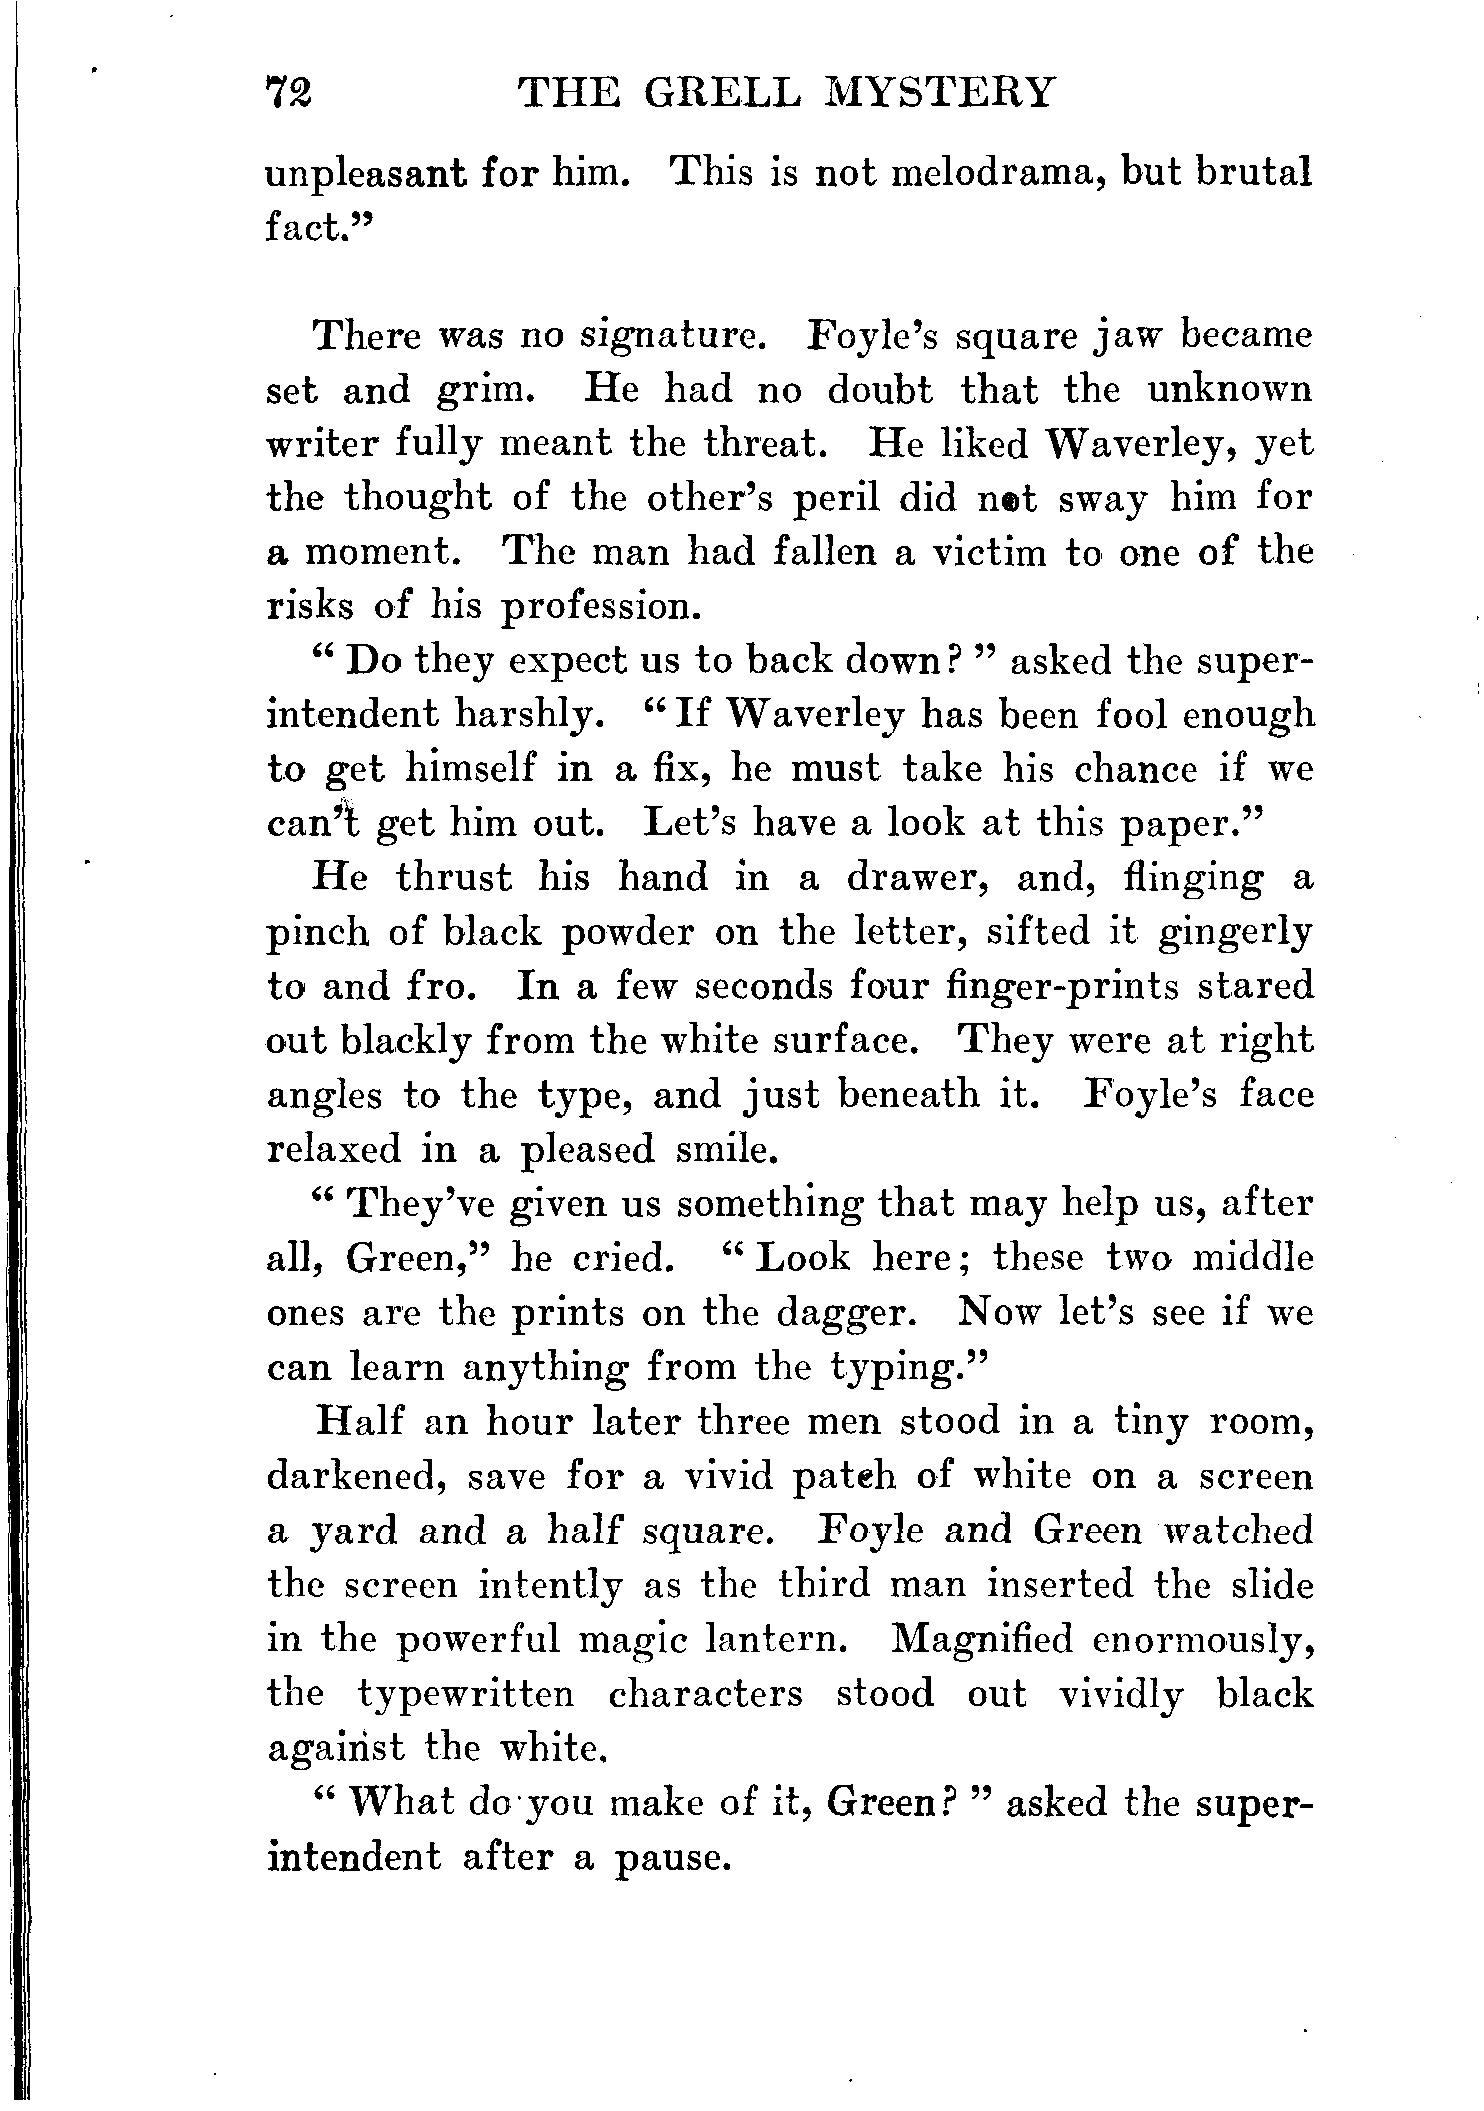 72 THE GRELL MYSTERY
unpleasant for him. This is not melodrama, but brutal
fact.”
There was no signature. Foyle’s square jaw became
set and grim. He had no doubt that the unknown
writer fully meant the threat. He liked Waverley, yet
the thought of the other’s peril did not sway him for
a moment. The man had fallen a victim to one of the
risks of his profession.
“ Do they expect us to back down? ” asked the super-
intendent harshly. “ If Waverley has been fool enough
to get himself in a fix, he must take his chance if we
can’t get him out. Let’s have a look at this paper.”
He thrust his hand in a drawer, and, flinging a
pinch of black powder on the letter, sifted it gingerly
to and fro. In a few seconds four finger-prints stared
out blackly from the white surface. They were at right
angles to the type, and just beneath it. Foyle’s face
relaxed in a pleased smile.
“ They’ve given us something that may help us, after
all, Green,” he cried. “ Look here; these two middle
ones are the prints on the dagger. Now let’s see if we
can learn anything from the typing.”
Half an hour later three men stood in a tiny room,
darkened, save for a vivid patch of white on a screen
a yard and a half square. Foyle and Green watched
the screen intently as the third man inserted the slide
in the powerful magic lantern. Magnified enormously,
the typewritten characters stood out vividly black
against the white.
“ What do you make of it, Green? ” asked the super-
intendent after a pause.